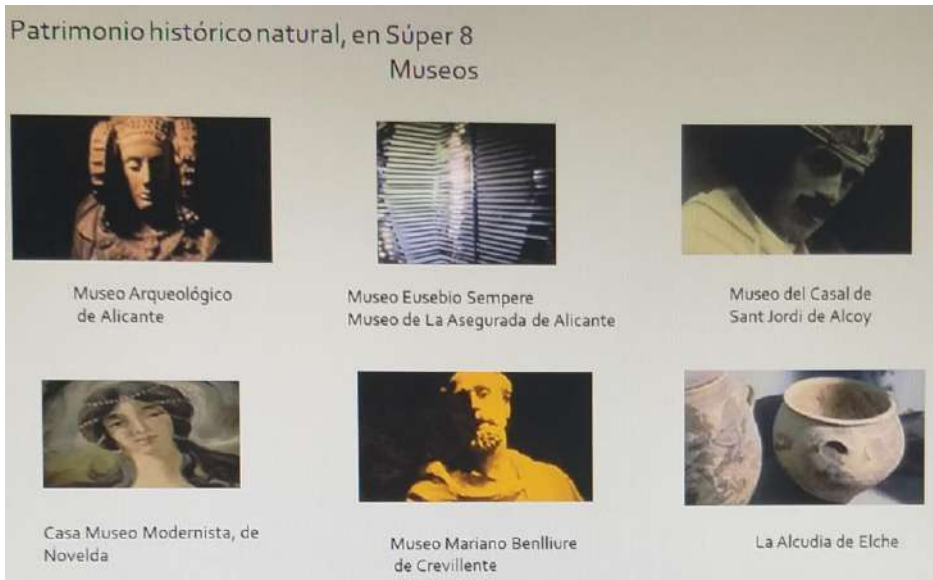 Patrimonio histórico natural, en Súper 8
Museos
Museo Arqueológico
de Alicante
Museo Eusebio Sempere
Museo de La Asegurada de Alicante
Museo del Casal de
Sant Jordi de Alcoy
Casa Museo Modernista, de
Novelda
Museo Mariano Benlliure
de Crevillente
La Alcudia de Elche